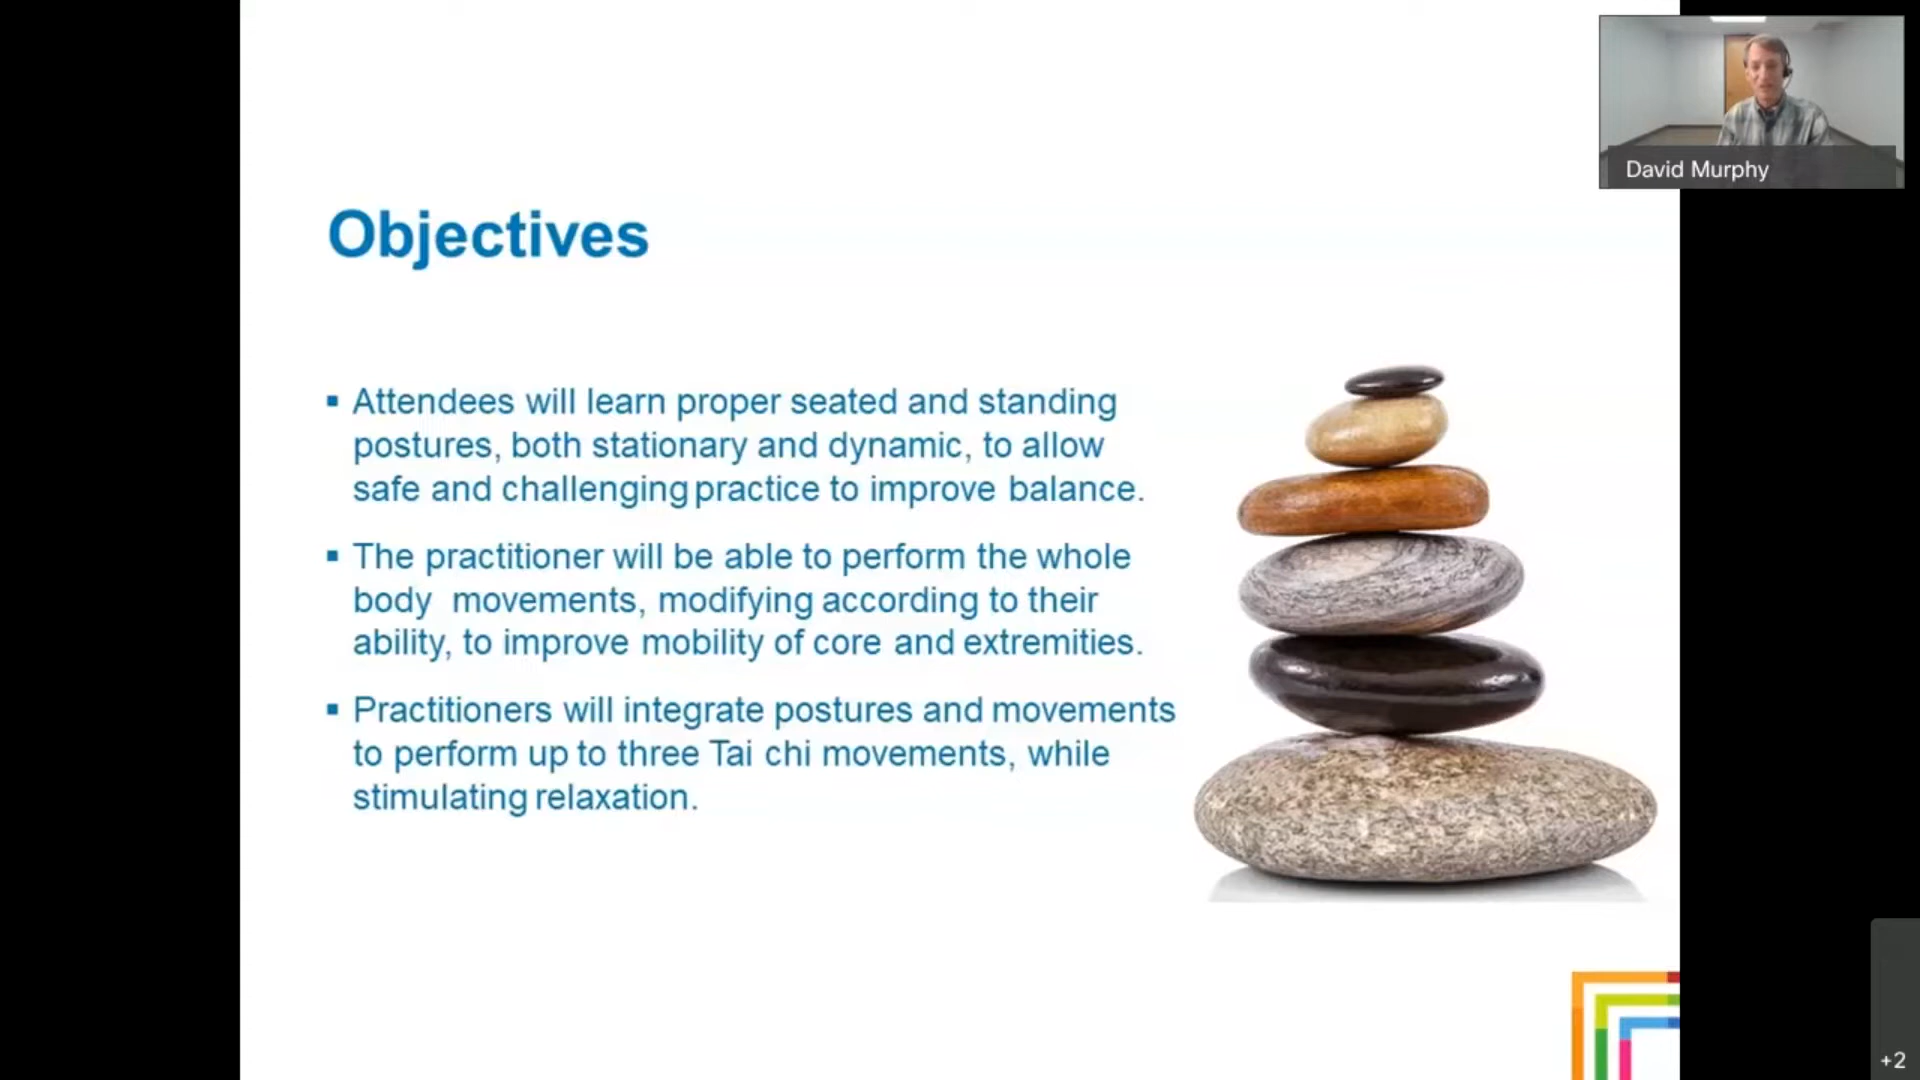 David Murphy
Objectives
▪ Attendees will learn proper seated and standing
postures, both stationary and dynamic, to allow
safe and challenging practice to improve balance.
▪ The practitioner will be able to perform the whole
body movements, modifying according to their
ability, to improve mobility of core and extremities.
▪ Practitioners will integrate postures and movements
to perform up to three Tai chi movements, while
stimulating relaxation.
+2